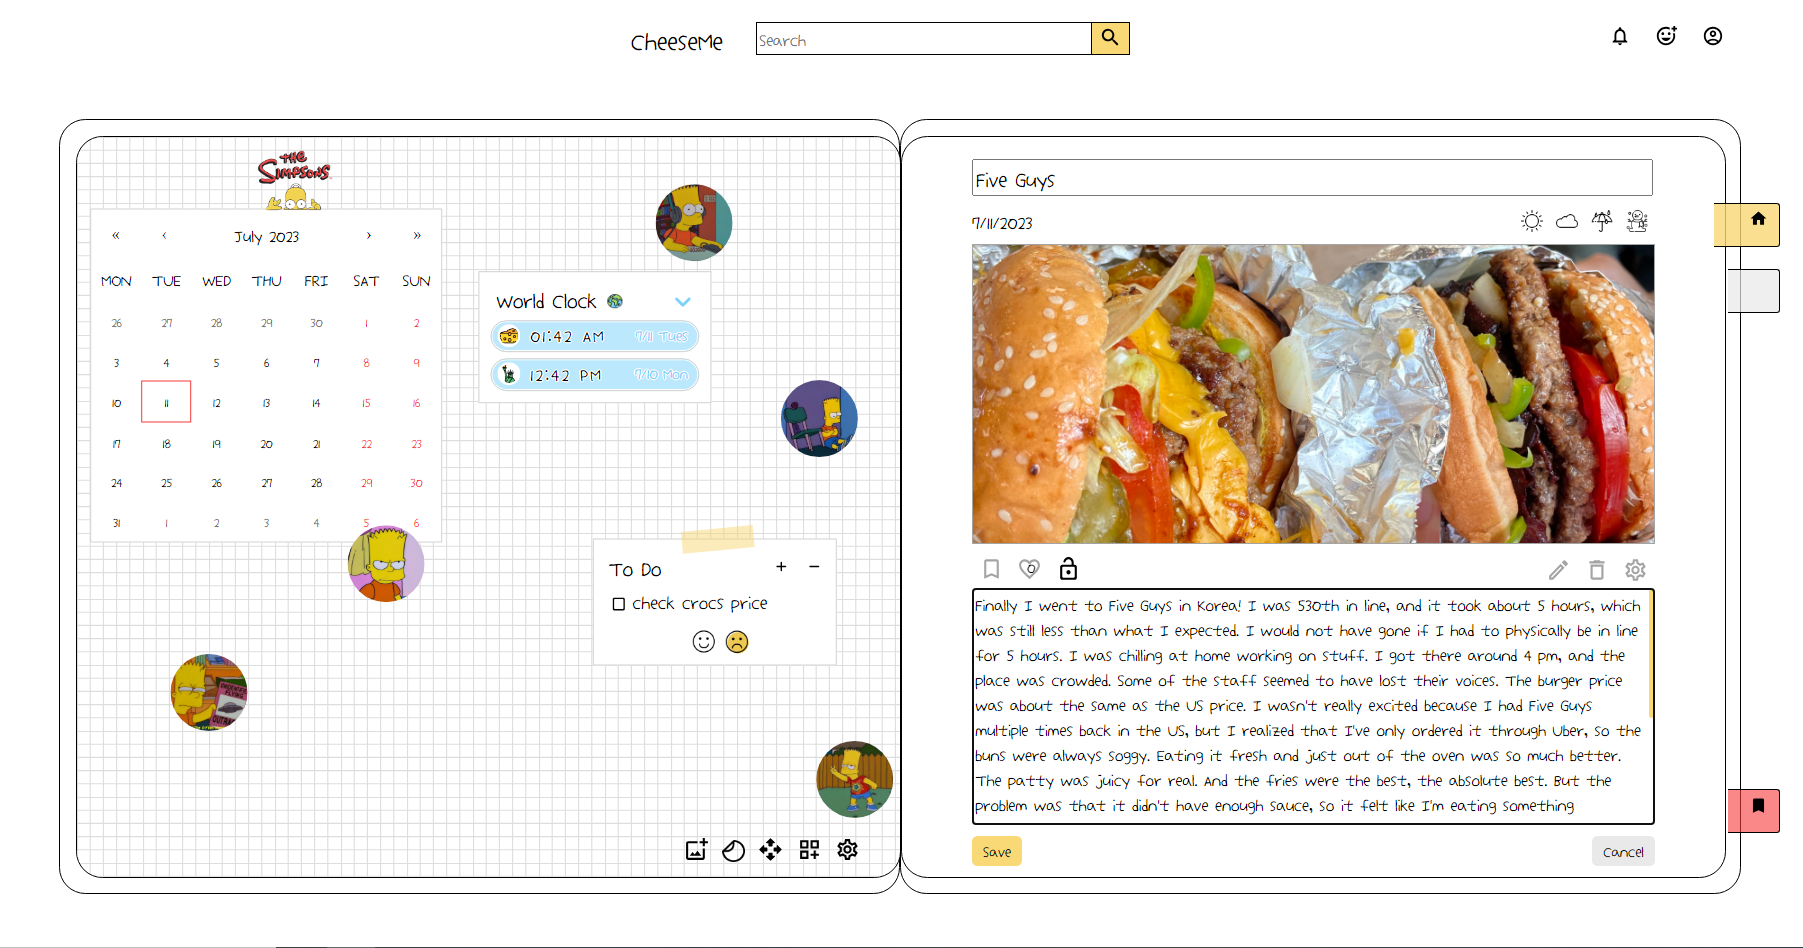 CheeseMe
Search
THE
SIMPSONS
« ‹ July 2023 › »
MON TUE WED THU FRI SAT SUN
26 27 28 29 30 1 2
3 4 5 6 7 8 9
10 11 12 13 14 15 16
17 18 19 20 21 22 23
24 25 26 27 28 29 30
31 1 2 3 4 5 6
World Clock
01:42 AM 7/11 Tues
12:42 PM 7/10 Mon
To Do + −
check crocs price
Five Guys
7/11/2023
0
Finally I went to Five Guys in Korea! I was 530th in line, and it took about 5 hours, which
was still less than what I expected. I would not have gone if I had to physically be in line
for 5 hours. I was chilling at home working on stuff. I got there around 4 pm, and the
place was crowded. Some of the staff seemed to have lost their voices. The burger price
was about the same as the US price. I wasn't really excited because I had Five Guys
multiple times back in the US, but I realized that I've only ordered it through Uber, so the
buns were always soggy. Eating it fresh and just out of the oven was so much better.
The patty was juicy for real. And the fries were the best, the absolute best. But the
problem was that it didn't have enough sauce, so it felt like I'm eating something
Save
Cancel